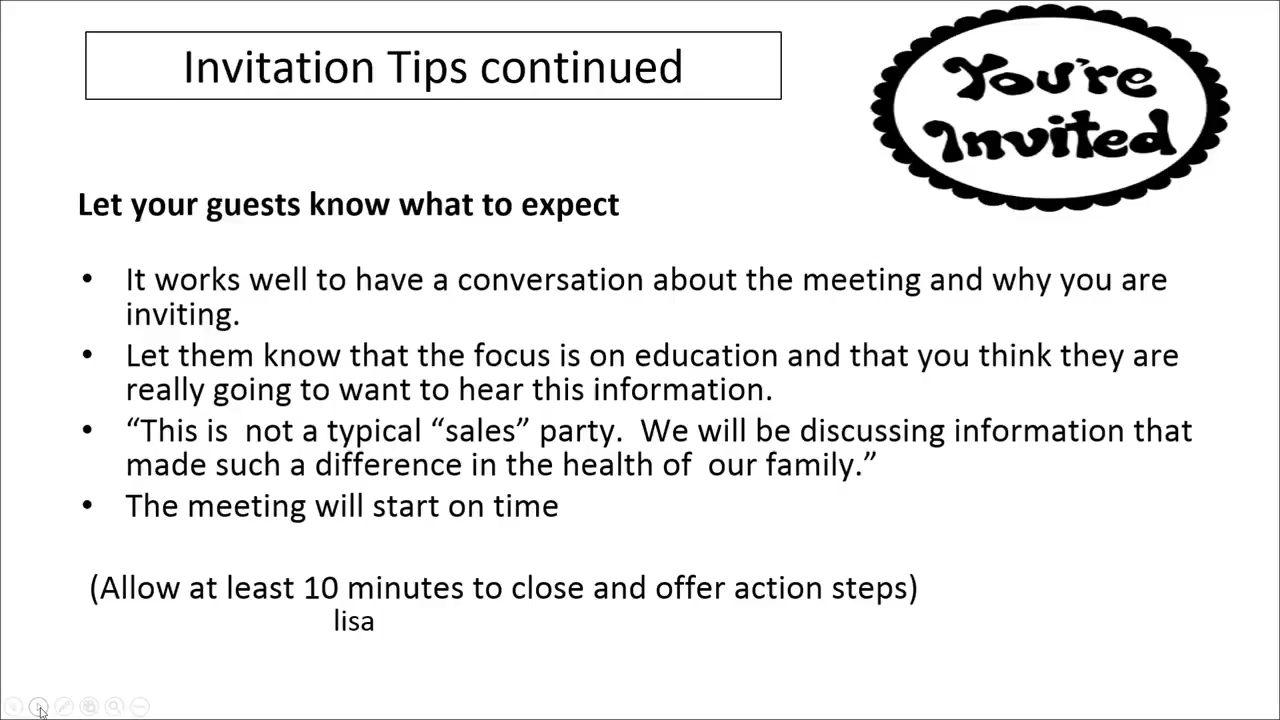 Invitation Tips continued
You're
Invited
Let your guests know what to expect
• It works well to have a conversation about the meeting and why you are
inviting.
• Let them know that the focus is on education and that you think they are
really going to want to hear this information.
• “This is  not a typical “sales” party.  We will be discussing information that
made such a difference in the health of  our family.”
• The meeting will start on time
(Allow at least 10 minutes to close and offer action steps)
lisa